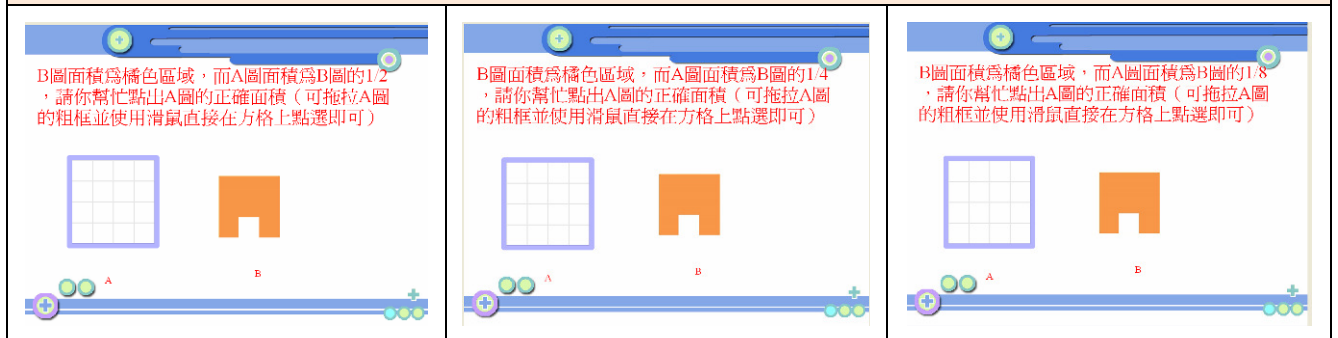 B圖面積爲橘色區域，而A圖面積爲B圖的1/2
，請你幫忙點出A圖的正確面積（可拖拉A圖
的粗框並使用滑鼠直接在方格上點選即可）
A
B
B圖面積爲橘色區域，而A圖面積爲B圖的1/4
，請你幫忙點出A圖的正確面積（可拖拉A圖
的粗框並使用滑鼠直接在方格上點選即可）
A
B
B圖面積爲橘色區域，而A圖面積爲B圖的1/8
，請你幫忙點出A圖的正確面積（可拖拉A圖
的粗框並使用滑鼠直接在方格上點選即可）
A
B